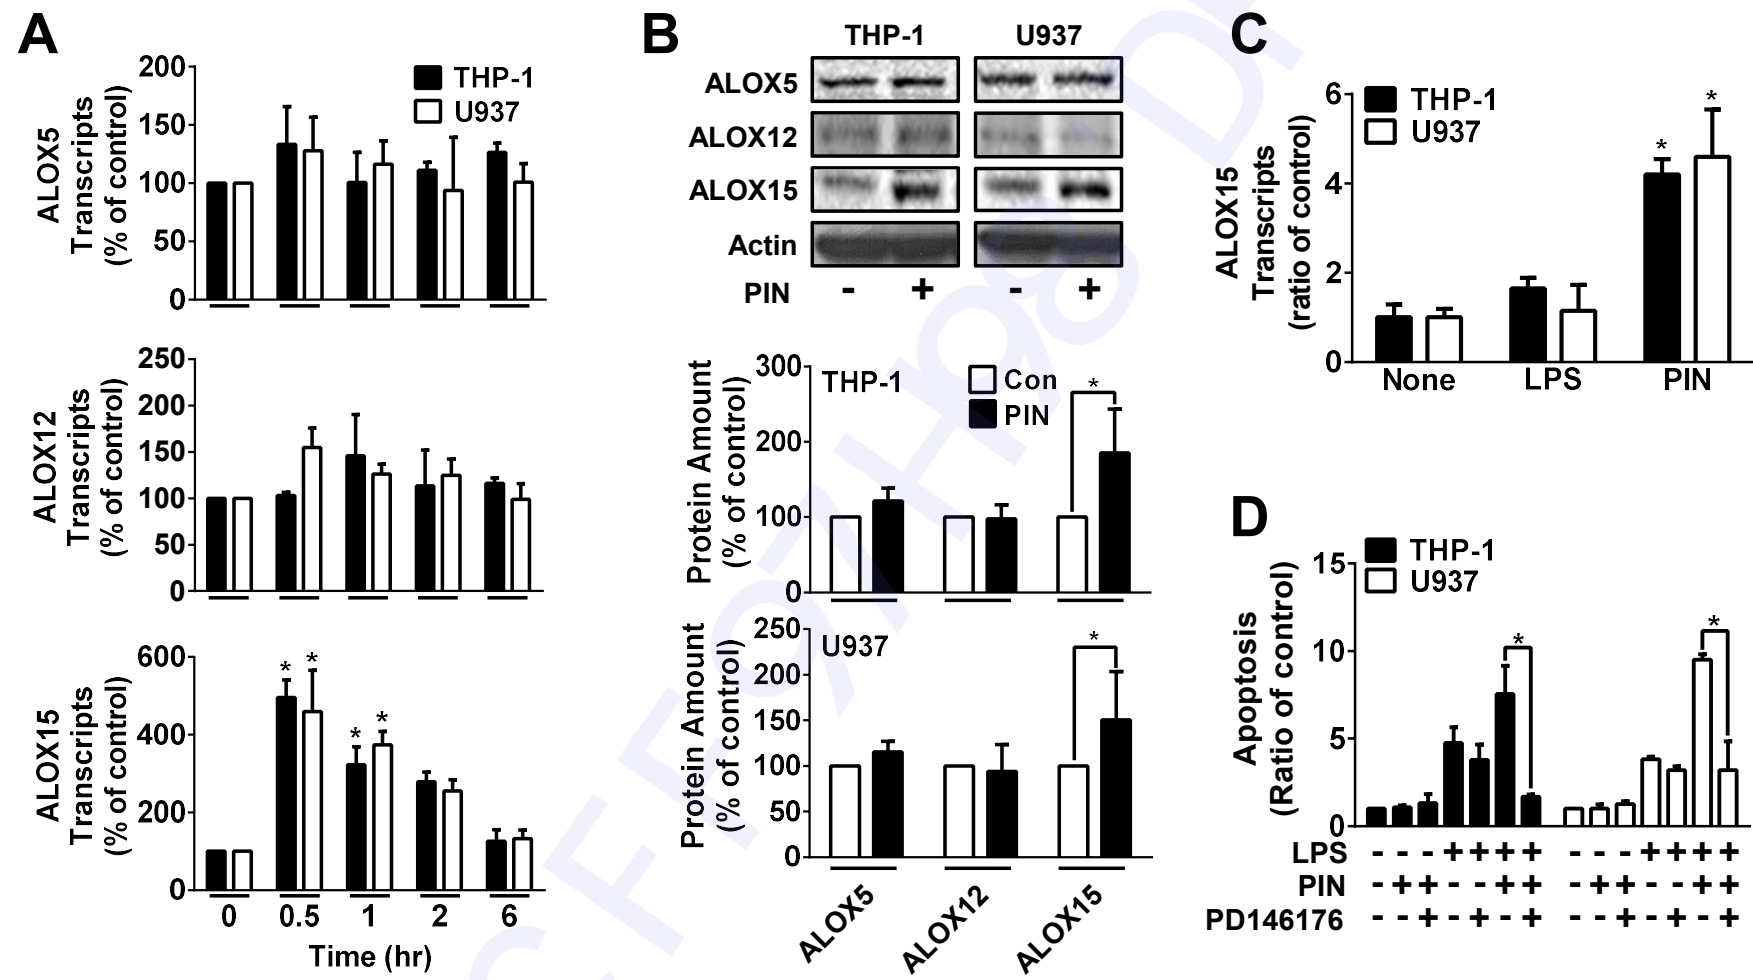 A
ALOX5
Transcripts
(% of control)
200
150
100
50
0
THP-1
U937
ALOX12
Transcripts
(% of control)
250
200
150
100
50
0
ALOX15
Transcripts
(% of control)
600
400
200
0
* *
* *
0 0.5 1 2 6
Time (hr)
B
THP-1 U937
ALOX5
ALOX12
ALOX15
Actin
PIN - + - +
Protein Amount
(% of control)
300
200
100
0
THP-1
Con
PIN
*
Protein Amount
(% of control)
250
200
150
100
50
0
U937
*
ALOX5 ALOX12 ALOX15
C
ALOX15
Transcripts
(ratio of control)
6
4
2
0
THP-1
U937
* *
None LPS PIN
D
Apoptosis
(Ratio of control)
15
10
5
0
THP-1
U937
* *
LPS - - - + + + + - - - + + + +
PIN - + + - - + + - + + - - + +
PD146176 - - + - + - + - - + - + - +